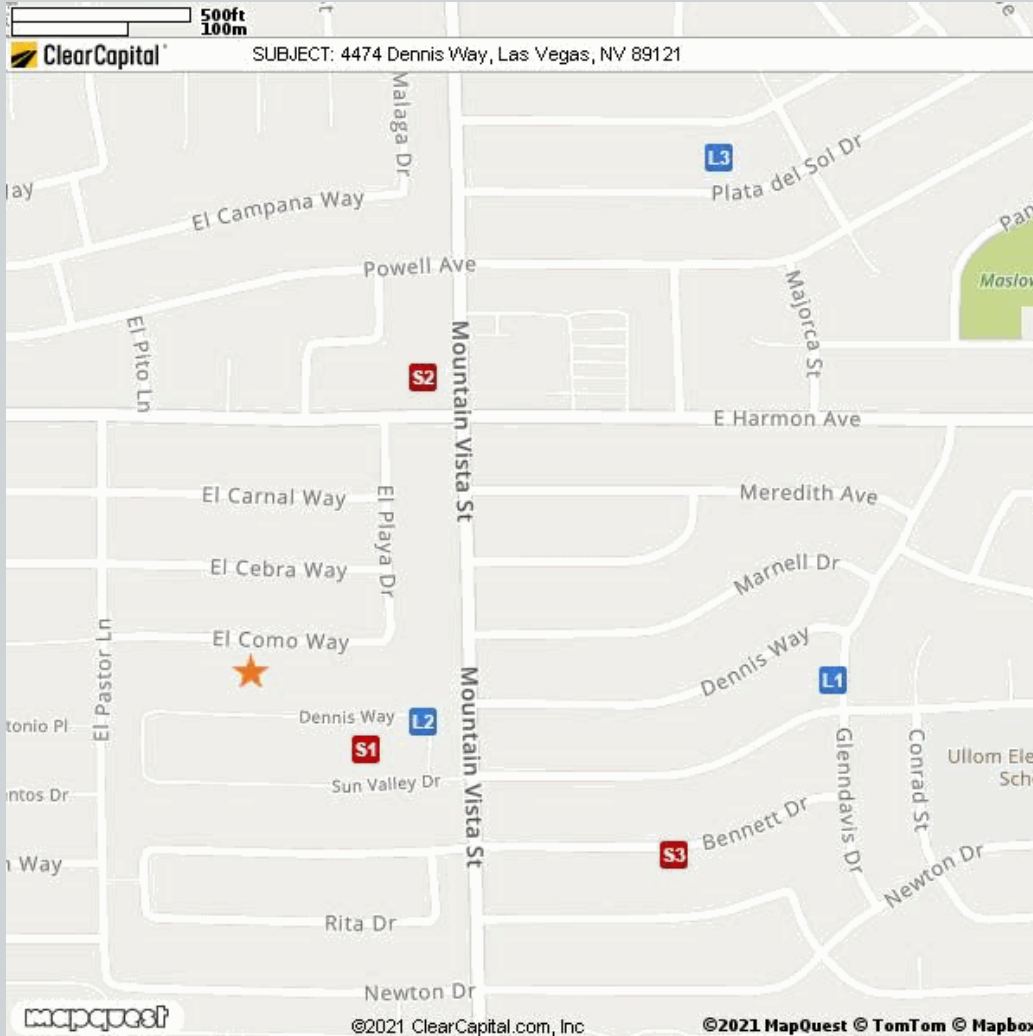 500ft
100m
ClearCapital
SUBJECT: 4474 Dennis Way, Las Vegas, NV 89121
Malaga Dr
L3
Plata del Sol Dr
El Campana Way
Powell Ave
Majorca St
El Pito Ln
Mountain Vista St
S2
E Harmon Ave
El Carnal Way
El Playa Dr
Meredith Ave
El Cebra Way
Marnell Dr
El Como Way
El Pastor Ln
Dennis Way
L1
Mountain Vista St
Dennis Way
L2
S1
Sun Valley Dr
Glenndavis Dr
Conrad St
Ullom Ele
Sch
Bennett Dr
S3
Newton Dr
Way
Rita Dr
Newton Dr
mapquest
©2021 ClearCapital.com, Inc
©2021 MapQuest © TomTom © Mapbox